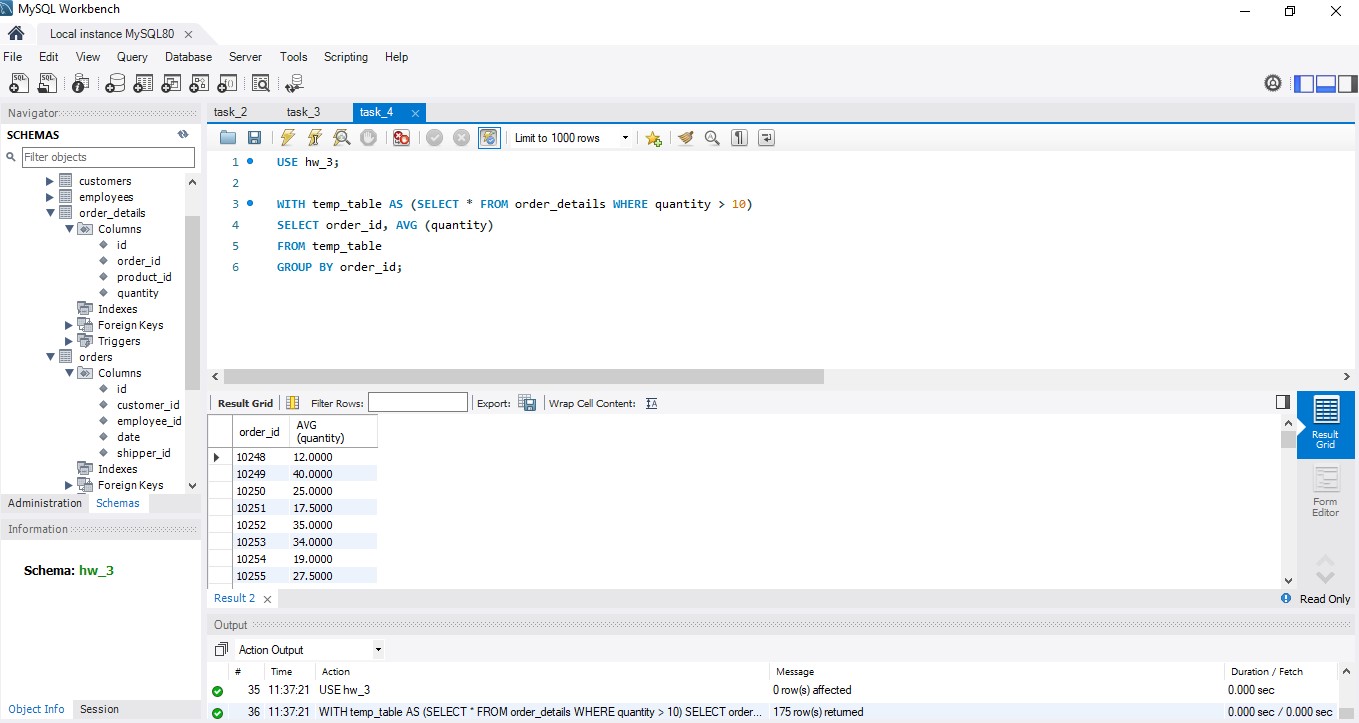 MySQL Workbench
Local instance MySQL80
File Edit View Query Database Server Tools Scripting Help
Navigator
SCHEMAS
Filter objects
customers
employees
order_details
Columns
id
order_id
product_id
quantity
Indexes
Foreign Keys
Triggers
orders
Columns
id
customer_id
employee_id
date
shipper_id
Indexes
Foreign Keys
Administration Schemas
Information
Schema: hw_3
Object Info Session
task_2 task_3 task_4
Limit to 1000 rows
1 USE hw_3;
2
3 WITH temp_table AS (SELECT * FROM order_details WHERE quantity > 10)
4 SELECT order_id, AVG (quantity)
5 FROM temp_table
6 GROUP BY order_id;
Result Grid Filter Rows: Export: Wrap Cell Content:
order_id AVG (quantity)
10248 12.0000
10249 40.0000
10250 25.0000
10251 17.5000
10252 35.0000
10253 34.0000
10254 19.0000
10255 27.5000
Result Grid
Form Editor
Result 2
Read Only
Output
Action Output
# Time Action Message Duration / Fetch
35 11:37:21 USE hw_3 0 row(s) affected 0.000 sec
36 11:37:21 WITH temp_table AS (SELECT * FROM order_details WHERE quantity > 10) SELECT order... 175 row(s) returned 0.000 sec / 0.000 sec